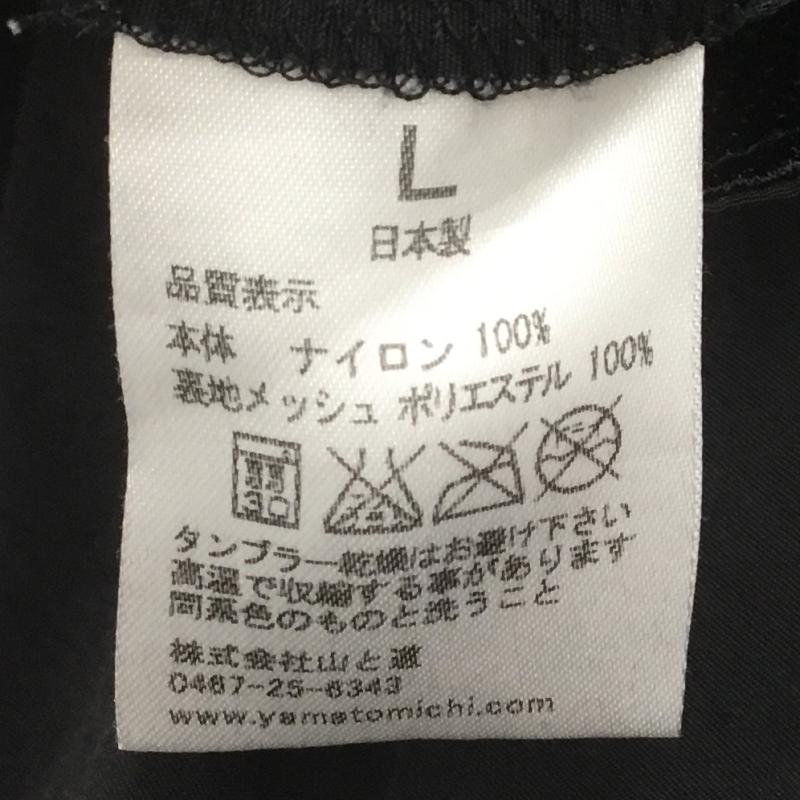 L
日本製
品質表示
本体 ナイロン 100%
裏地メッシュ ポリエステル 100%
30
タンブラー乾燥はお避け下さい
高温で収縮する事があります
同系色のものと洗うこと
株式会社山と道
0467-25-6343
www.yamatomichi.com